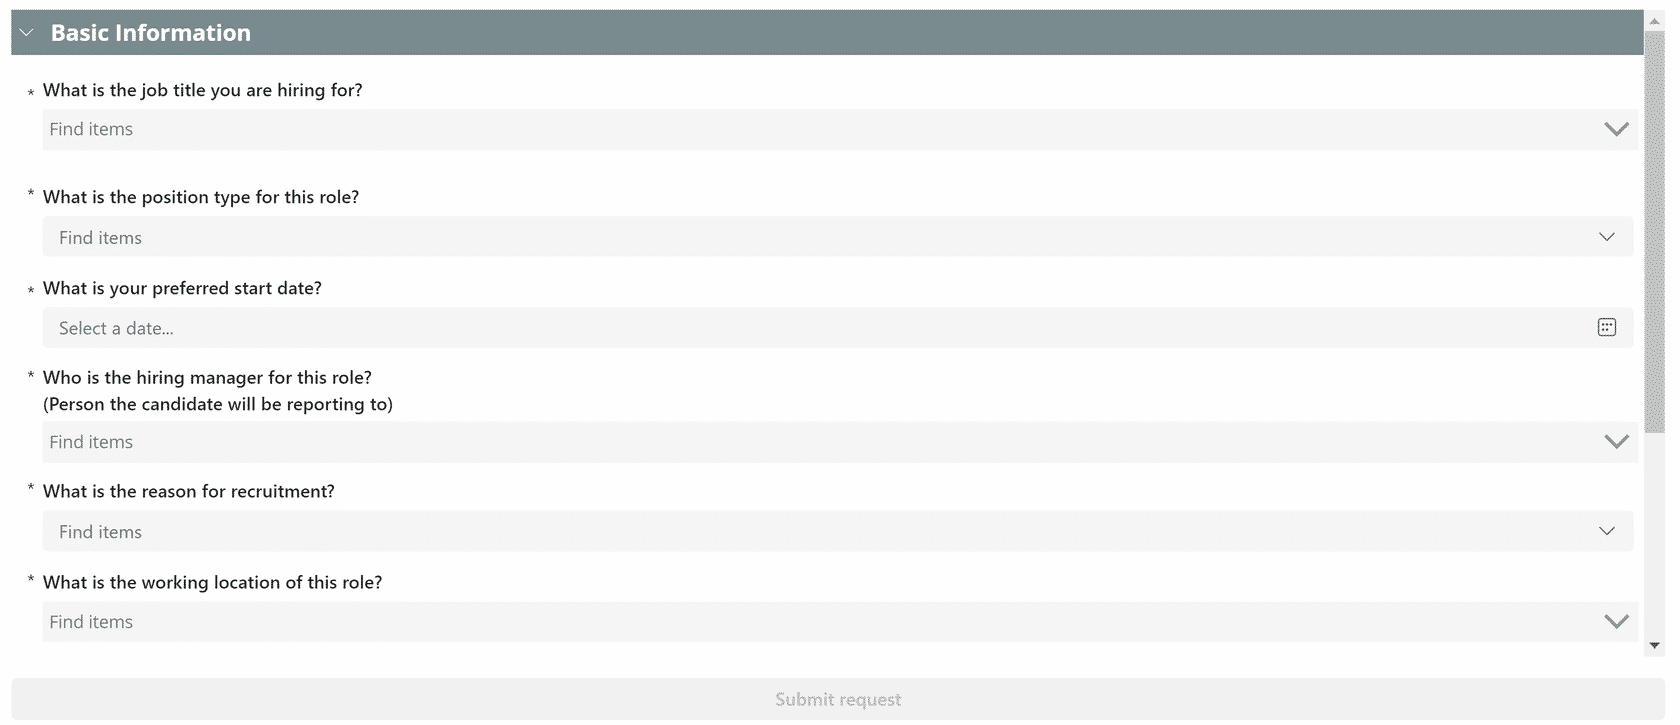 Basic Information
* What is the job title you are hiring for?
Find items
* What is the position type for this role?
Find items
* What is your preferred start date?
Select a date...
* Who is the hiring manager for this role?
(Person the candidate will be reporting to)
Find items
* What is the reason for recruitment?
Find items
* What is the working location of this role?
Find items
Submit request